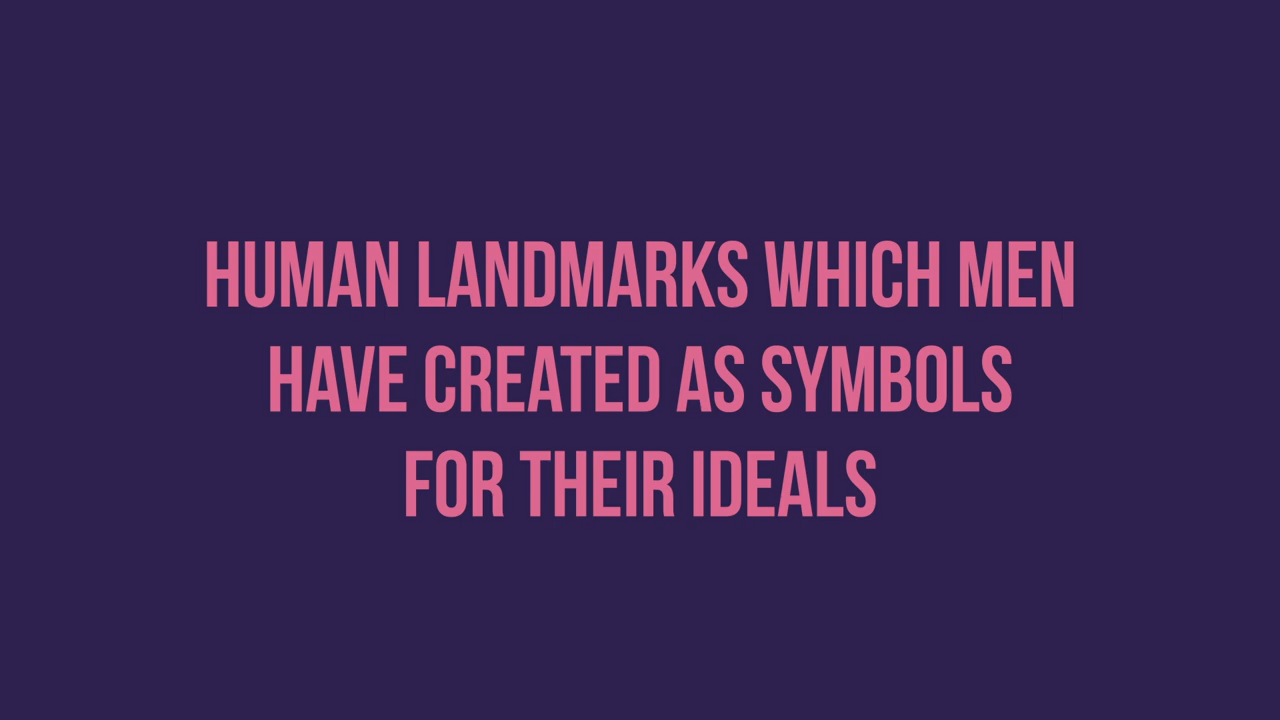 HUMAN LANDMARKS WHICH MEN
HAVE CREATED AS SYMBOLS
FOR THEIR IDEALS